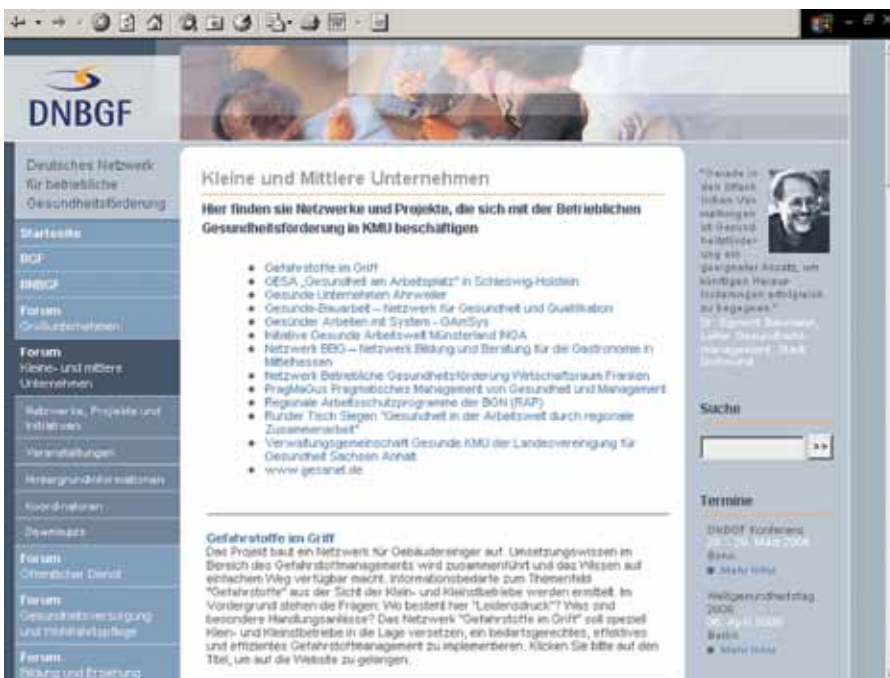 DNBGF
Deutsches Netzwerk
für betriebliche
Gesundheitsförderung
Startseite
BGF
DNBGF
Forum
Großunternehmen
Forum
Kleine- und mittlere
Unternehmen
Netzwerke, Projekte und
Initiativen
Veranstaltungen
Hintergrundinformationen
Koordinatoren
Downloads
Forum
Öffentlicher Dienst
Forum
Gesundheitsversorgung
und Wohlfahrtspflege
Forum
Bildung und Erziehung
Kleine und Mittlere Unternehmen
Hier finden sie Netzwerke und Projekte, die sich mit der Betrieblichen
Gesundheitsförderung in KMU beschäftigen
Gefahrstoffe im Griff
GESA „Gesundheit am Arbeitsplatz" in Schleswig-Holstein
Gesunde Unternehmen Ahrweiler
Gesunde-Bauarbeit – Netzwerk für Gesundheit und Qualifikation
Gesünder Arbeiten mit System - GAmSys
Initiative Gesunde Arbeitswelt Münsterland INGA
Netzwerk BBG – Netzwerk Bildung und Beratung für die Gastronomie in
Mittelhessen
Netzwerk Betriebliche Gesundheitsförderung Wirtschaftsraum Franken
PragMaGus Pragmatisches Management von Gesundheit und Management
Regionale Arbeitsschutzprogramme der BGN (RAP)
Runder Tisch Siegen "Gesundheit in der Arbeitswelt durch regionale
Zusammenarbeit"
Verwaltungsgemeinschaft Gesunde KMU der Landesvereinigung für
Gesundheit Sachsen Anhalt
www.gesanet.de
Gefahrstoffe im Griff
Das Projekt baut ein Netzwerk für Gebäudereiniger auf. Umsetzungswissen im
Bereich des Gefahrstoffmanagements wird zusammenführt und das Wissen auf
einfachem Weg verfügbar macht. Informationsbedarfe zum Themenfeld
"Gefahrstoffe" aus der Sicht der Klein- und Kleinstbetriebe werden ermittelt. Im
Vordergrund stehen die Fragen: Wo besteht hier "Leidensdruck"? Was sind
besondere Handlungsanlässe? Das Netzwerk "Gefahrstoffe im Griff" soll speziell
Klein- und Kleinstbetriebe in die Lage versetzen, ein bedarfsgerechtes, effektives
und effizientes Gefahrstoffmanagement zu implementieren. Klicken Sie bitte auf den
Titel, um auf die Website zu gelangen.
"Gerade in
den öffent-
lichen Ver-
waltungen
ist Gesund-
heitsförder-
ung ein
geeigneter Ansatz, um
künftigen Heraus-
forderungen erfolgreich
zu begegnen."
Dr.
Leiter Gesundheits-
management, Stadt
Dortmund
Suche
>>
Termine
DNBGF Konferenz
März 2006
Bonn
Mehr Infos
Weltgesundheitstag
2006
April 2006
Berlin
Mehr Infos